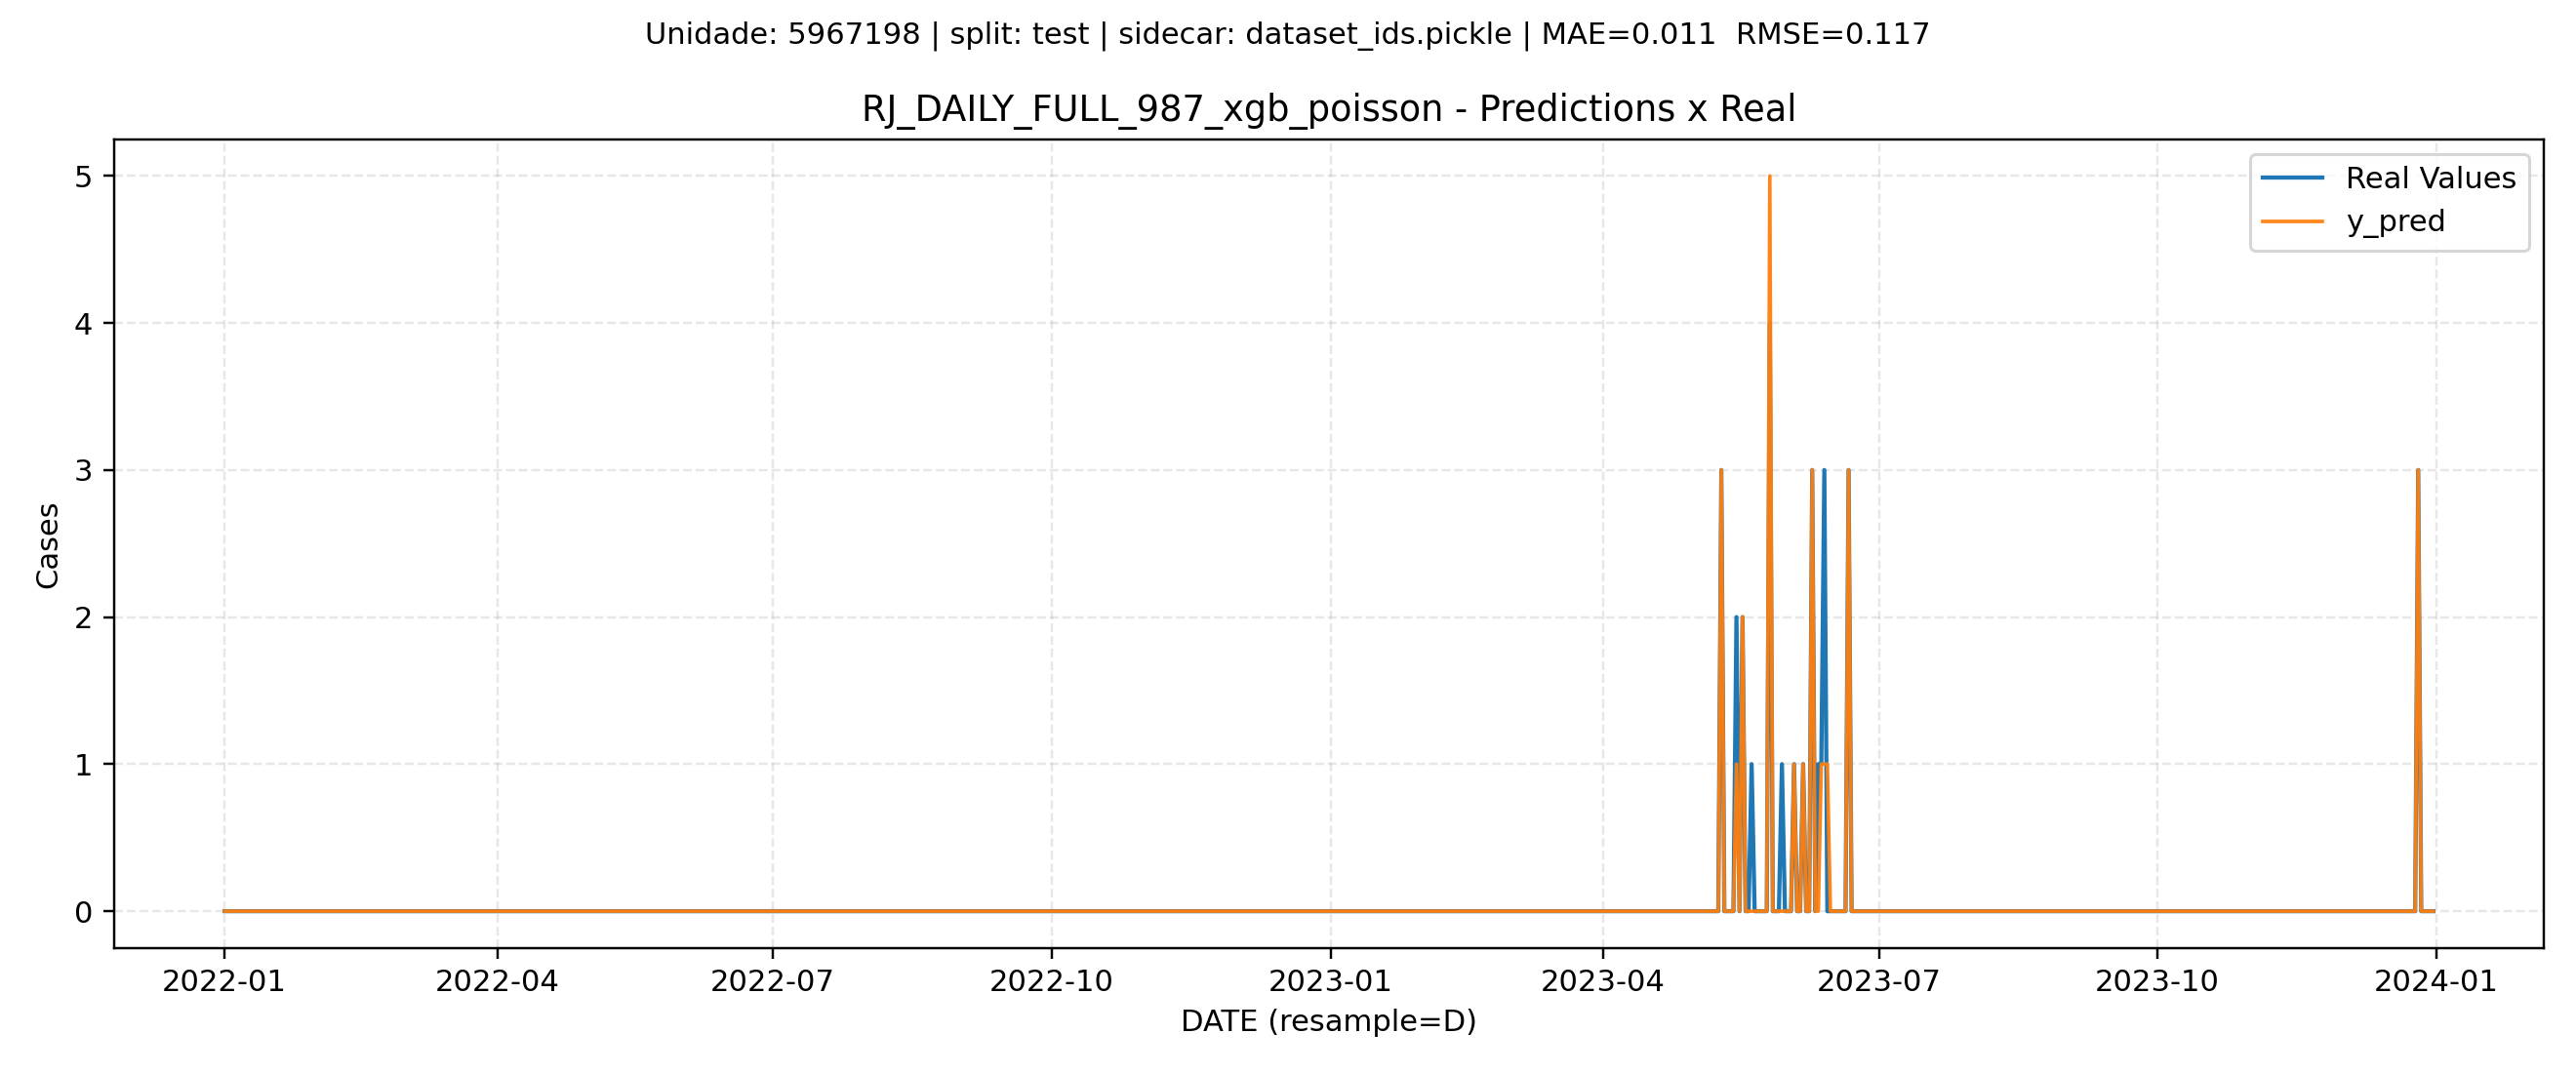 Unidade: 5967198 | split: test | sidecar: dataset_ids.pickle | MAE=0.011  RMSE=0.117
RJ_DAILY_FULL_987_xgb_poisson - Predictions x Real
Real Values
y_pred
5
4
3
2
1
0
Cases
2022-01 2022-04 2022-07 2022-10 2023-01 2023-04 2023-07 2023-10 2024-01
DATE (resample=D)